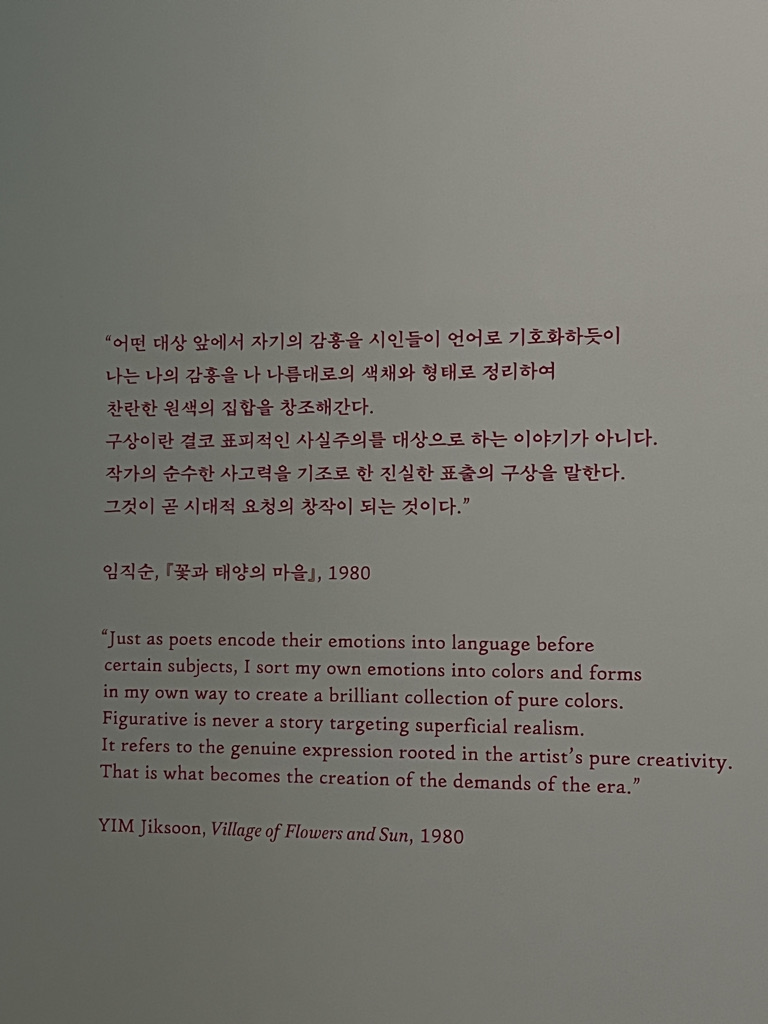 “어떤 대상 앞에서 자기의 감흥을 시인들이 언어로 기호화하듯이
나는 나의 감흥을 나 나름대로의 색채와 형태로 정리하여
찬란한 원색의 집합을 창조해간다.
구상이란 결코 표피적인 사실주의를 대상으로 하는 이야기가 아니다.
작가의 순수한 사고력을 기조로 한 진실한 표출의 구상을 말한다.
그것이 곧 시대적 요청의 창작이 되는 것이다.”
임직순, 『꽃과 태양의 마을』, 1980
“Just as poets encode their emotions into language before
certain subjects, I sort my own emotions into colors and forms
in my own way to create a brilliant collection of pure colors.
Figurative is never a story targeting superficial realism.
It refers to the genuine expression rooted in the artist’s pure creativity.
That is what becomes the creation of the demands of the era.”
YIM Jiksoon, Village of Flowers and Sun, 1980